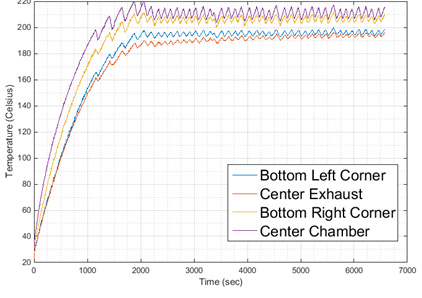 220
200
180
160
140
120
100
80
60
40
20
Temperature (Celsius)
Bottom Left Corner
Center Exhaust
Bottom Right Corner
Center Chamber
0 1000 2000 3000 4000 5000 6000 7000
Time (sec)